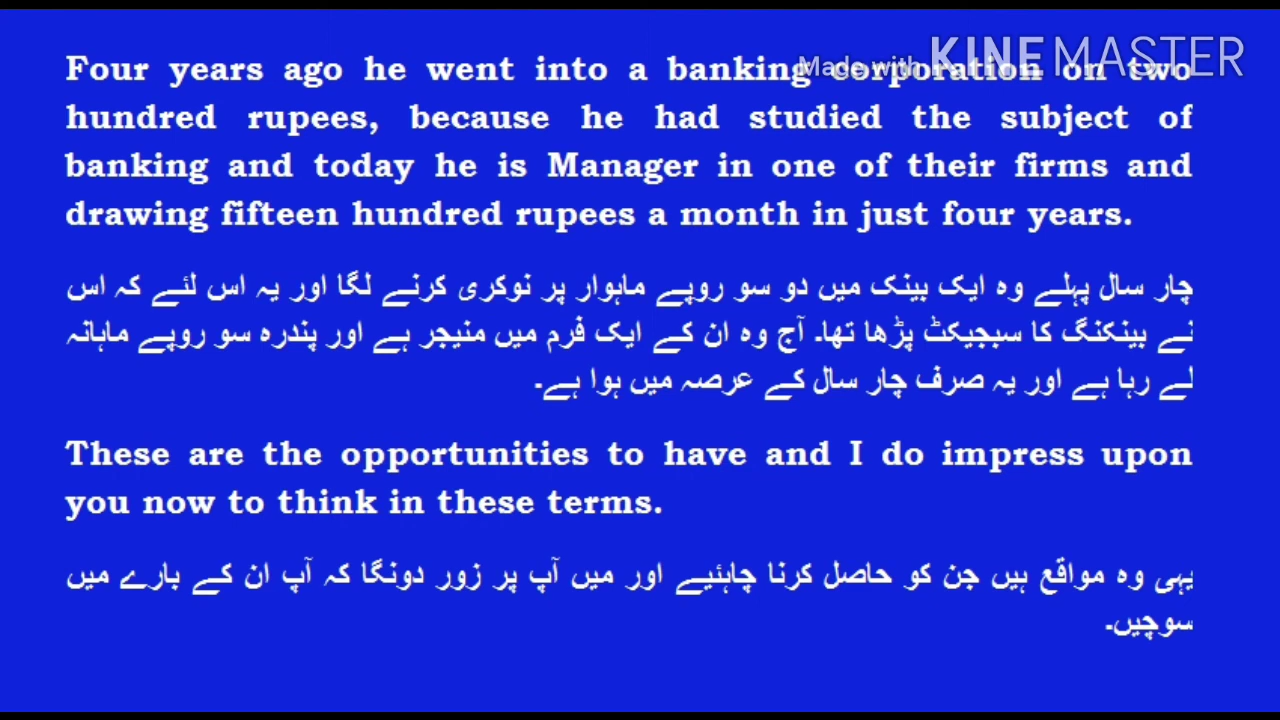 Made with KINEMASTER
Four years ago he went into a banking corporation on two
hundred rupees, because he had studied the subject of
banking and today he is Manager in one of their firms and
drawing fifteen hundred rupees a month in just four years.
چار سال پہلے وہ ایک بینک میں دو سو روپے ماہوار پر نوکری کرنے لگا اور یہ اس لئے کہ اس
نے بینکنگ کا سبجیکٹ پڑھا تھا۔ آج وہ ان کے ایک فرم میں منیجر ہے اور پندرہ سو روپے ماہانہ
لے رہا ہے اور یہ صرف چار سال کے عرصہ میں ہوا ہے۔
These are the opportunities to have and I do impress upon
you now to think in these terms.
یہی وہ مواقع ہیں جن کو حاصل کرنا چاہئیے اور میں آپ پر زور دونگا کہ آپ ان کے بارے میں
سوچیں۔